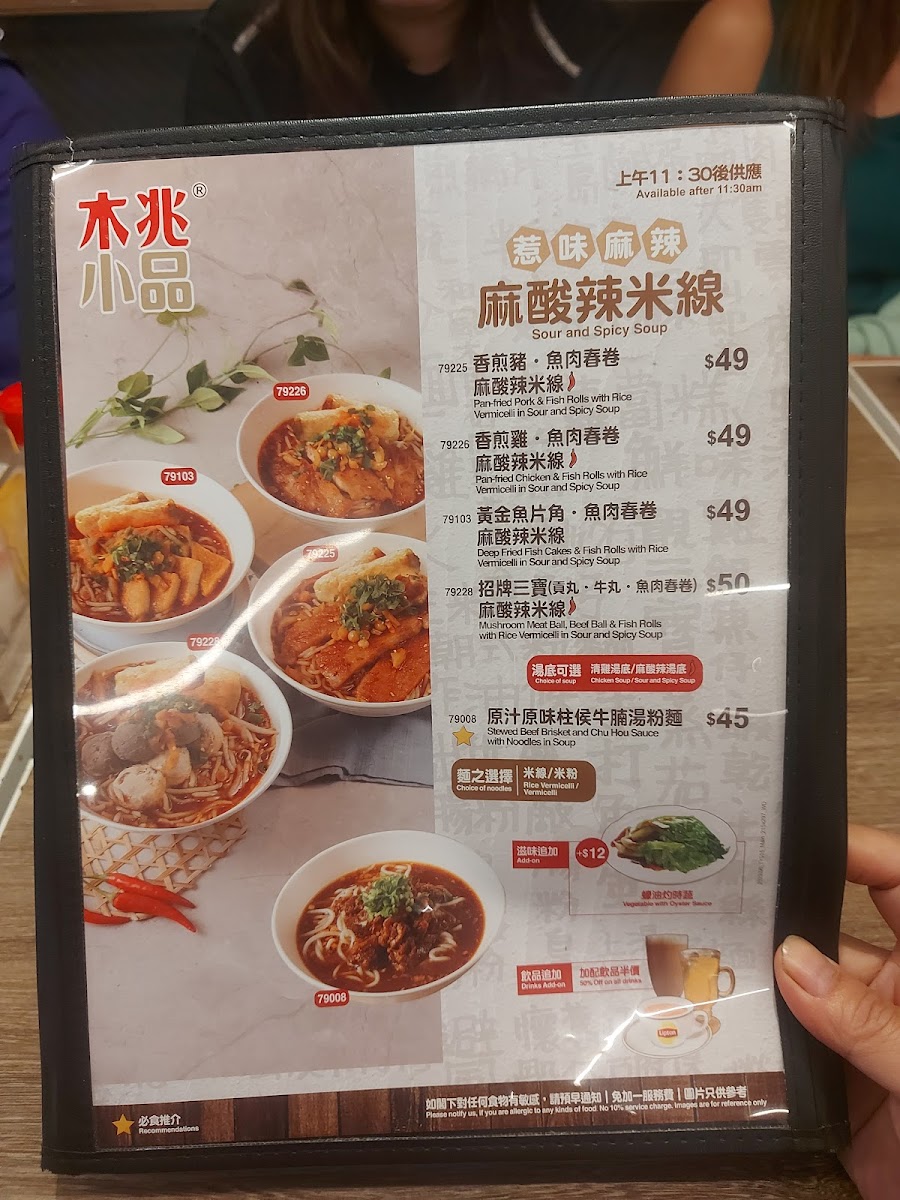 木兆®
小品
上午11：30後供應
Available after 11:30am
惹味麻辣
麻酸辣米線
Sour and Spicy Soup
79225 香煎豬·魚肉春卷 $49
麻酸辣米線
Pan-fried Pork & Fish Rolls with Rice
Vermicelli in Sour and Spicy Soup
79226 香煎雞·魚肉春卷 $49
麻酸辣米線
Pan-fried Chicken & Fish Rolls with Rice
Vermicelli in Sour and Spicy Soup
79103 黃金魚片角·魚肉春卷 $49
麻酸辣米線
Deep Fried Fish Cakes & Fish Rolls with Rice
Vermicelli in Sour and Spicy Soup
79228 招牌三寶(貢丸·牛丸·魚肉春卷) $50
麻酸辣米線
Mushroom Meat Ball, Beef Ball & Fish Rolls
with Rice Vermicelli in Sour and Spicy Soup
湯底可選 清雞湯底/麻酸辣湯底
Choice of soup Chicken Soup / Sour and Spicy Soup
79008 原汁原味柱侯牛腩湯粉麵 $45
Stewed Beef Brisket and Chu Hou Sauce
with Noodles in Soup
麵之選擇 米線/米粉
Choice of noodles Rice Vermicelli /
Vermicelli
滋味追加 +$12
Add-on
蠔油灼時蔬
Vegetable with Oyster Sauce
飲品追加 加配飲品半價
Drinks Add-on 50% Off on all drinks
Lipton
79226
79103
79225
79228
79008
必食推介
Recommendations
如閣下對任何食物有敏感，請預早通知 | 免加一服務費 | 圖片只供參考
Please notify us, if you are allergic to any kinds of food No 10% service charge. Images are for reference only